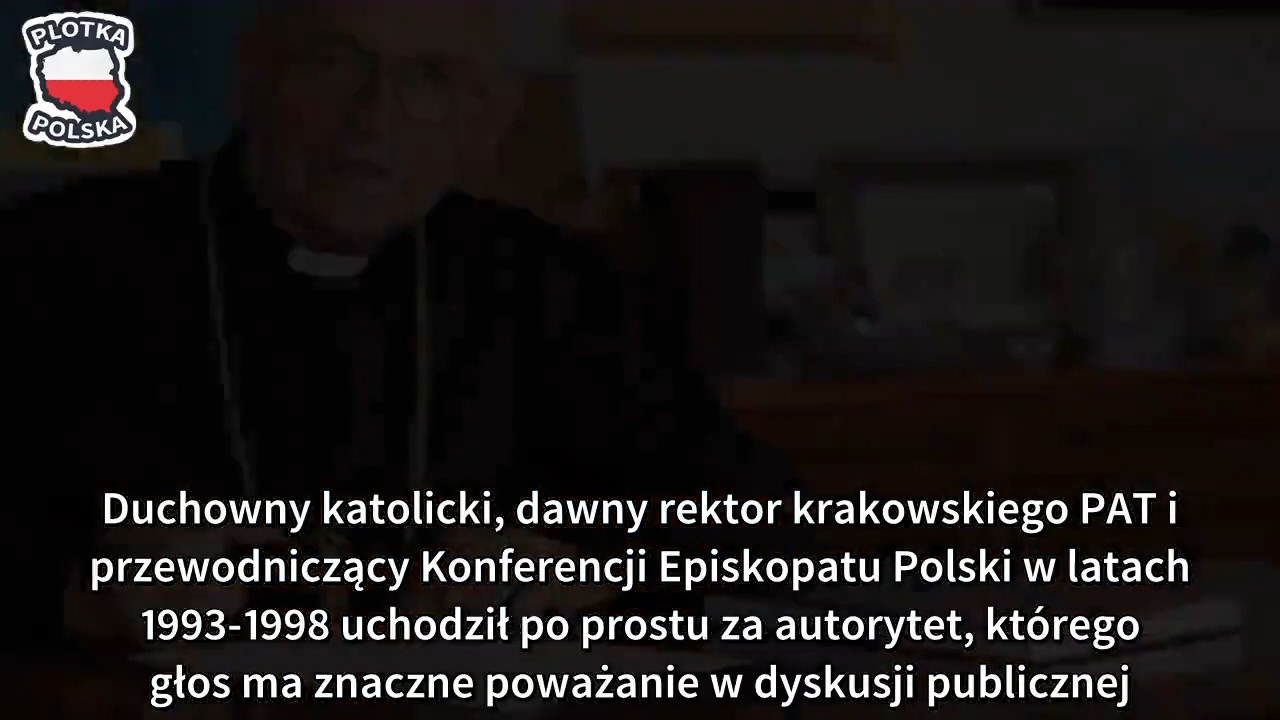 PLOTKA
POLSKA
Duchowny katolicki, dawny rektor krakowskiego PAT i
przewodniczący Konferencji Episkopatu Polski w latach
1993-1998 uchodził po prostu za autorytet, którego
głos ma znaczne poważanie w dyskusji publicznej